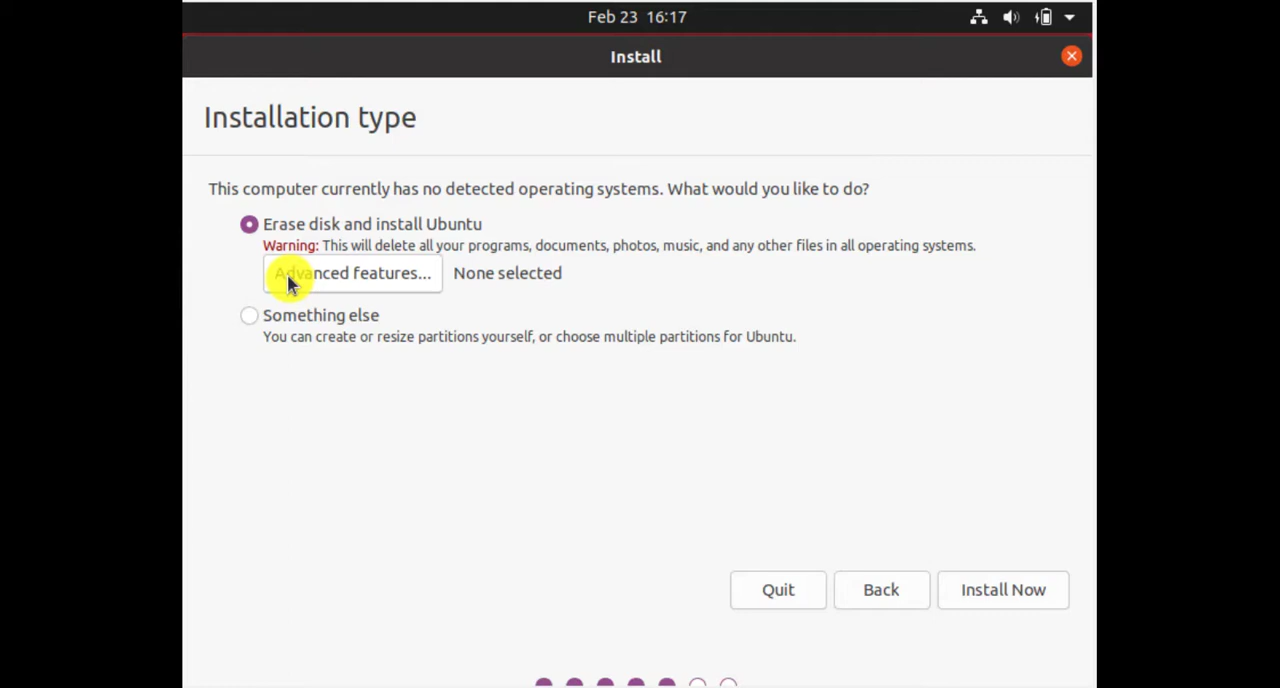 Feb 23 16:17
Install
Installation type
This computer currently has no detected operating systems. What would you like to do?
Erase disk and install Ubuntu
Warning: This will delete all your programs, documents, photos, music, and any other files in all operating systems.
Advanced features... None selected
Something else
You can create or resize partitions yourself, or choose multiple partitions for Ubuntu.
Quit Back Install Now